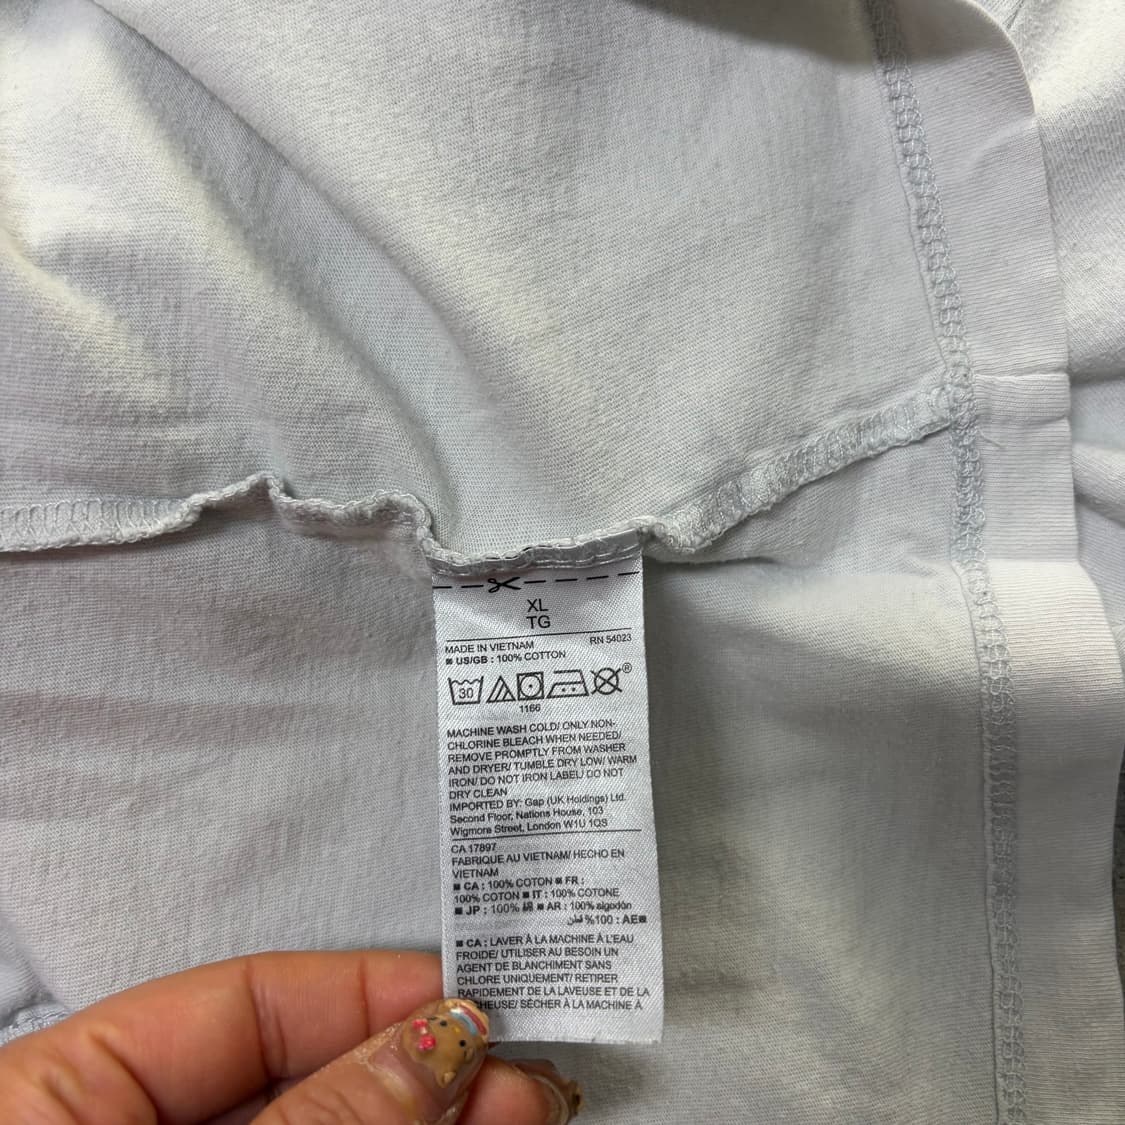 XL
TG
MADE IN VIETNAM RN 54023
■ US/GB : 100% COTTON
30
®
1166
MACHINE WASH COLD/ ONLY NON-
CHLORINE BLEACH WHEN NEEDED/
REMOVE PROMPTLY FROM WASHER
AND DRYER/ TUMBLE DRY LOW/ WARM
IRON/ DO NOT IRON LABEL/ DO NOT
DRY CLEAN
IMPORTED BY: Gap (UK Holdings) Ltd.
Second Floor, Nations House, 103
Wigmore Street, London W1U 1QS
CA 17897
FABRIQUE AU VIETNAM/ HECHO EN
VIETNAM
■ CA : 100% COTON ■ FR :
100% COTON ■ IT : 100% COTONE
■ JP : 100% 綿 ■ AR : 100% algodón
■AE : 100% قطن
■ CA : LAVER À LA MACHINE À L'EAU
FROIDE/ UTILISER AU BESOIN UN
AGENT DE BLANCHIMENT SANS
CHLORE UNIQUEMENT/ RETIRER
RAPIDEMENT DE LA LAVEUSE ET DE LA
CHEUSE/ SÉCHER À LA MACHINE À